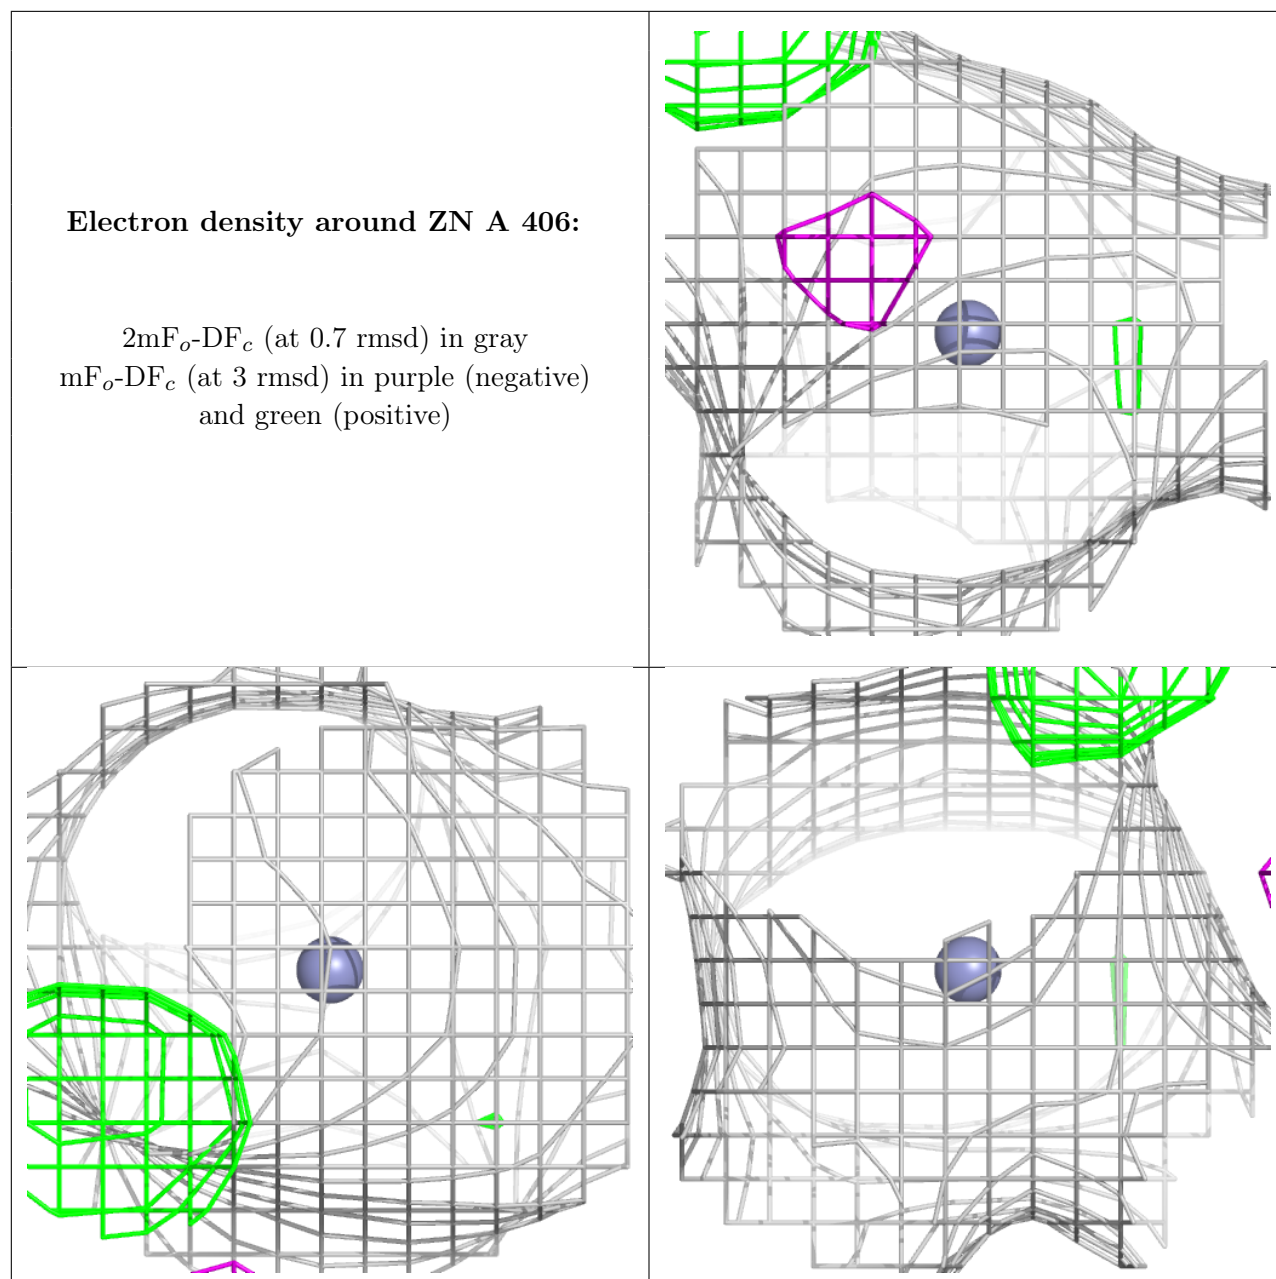 Electron density around ZN A 406:
2mFo-DFc (at 0.7 rmsd) in gray
mFo-DFc (at 3 rmsd) in purple (negative)
and green (positive)